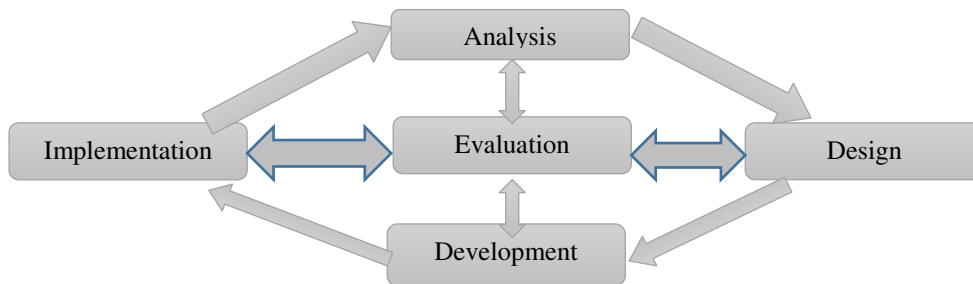 Analysis
Implementation
Evaluation
Design
Development